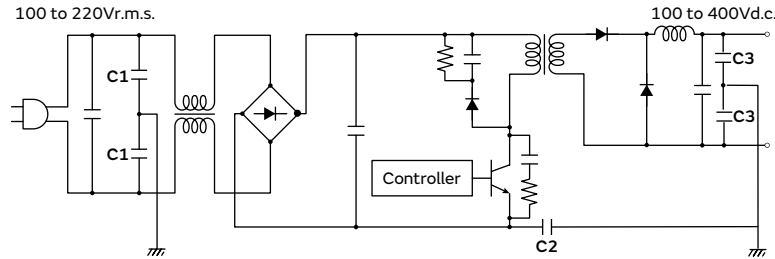 100 to 220Vr.m.s.
100 to 400Vd.c.
C1
C3
C3
C1
Controller
C2